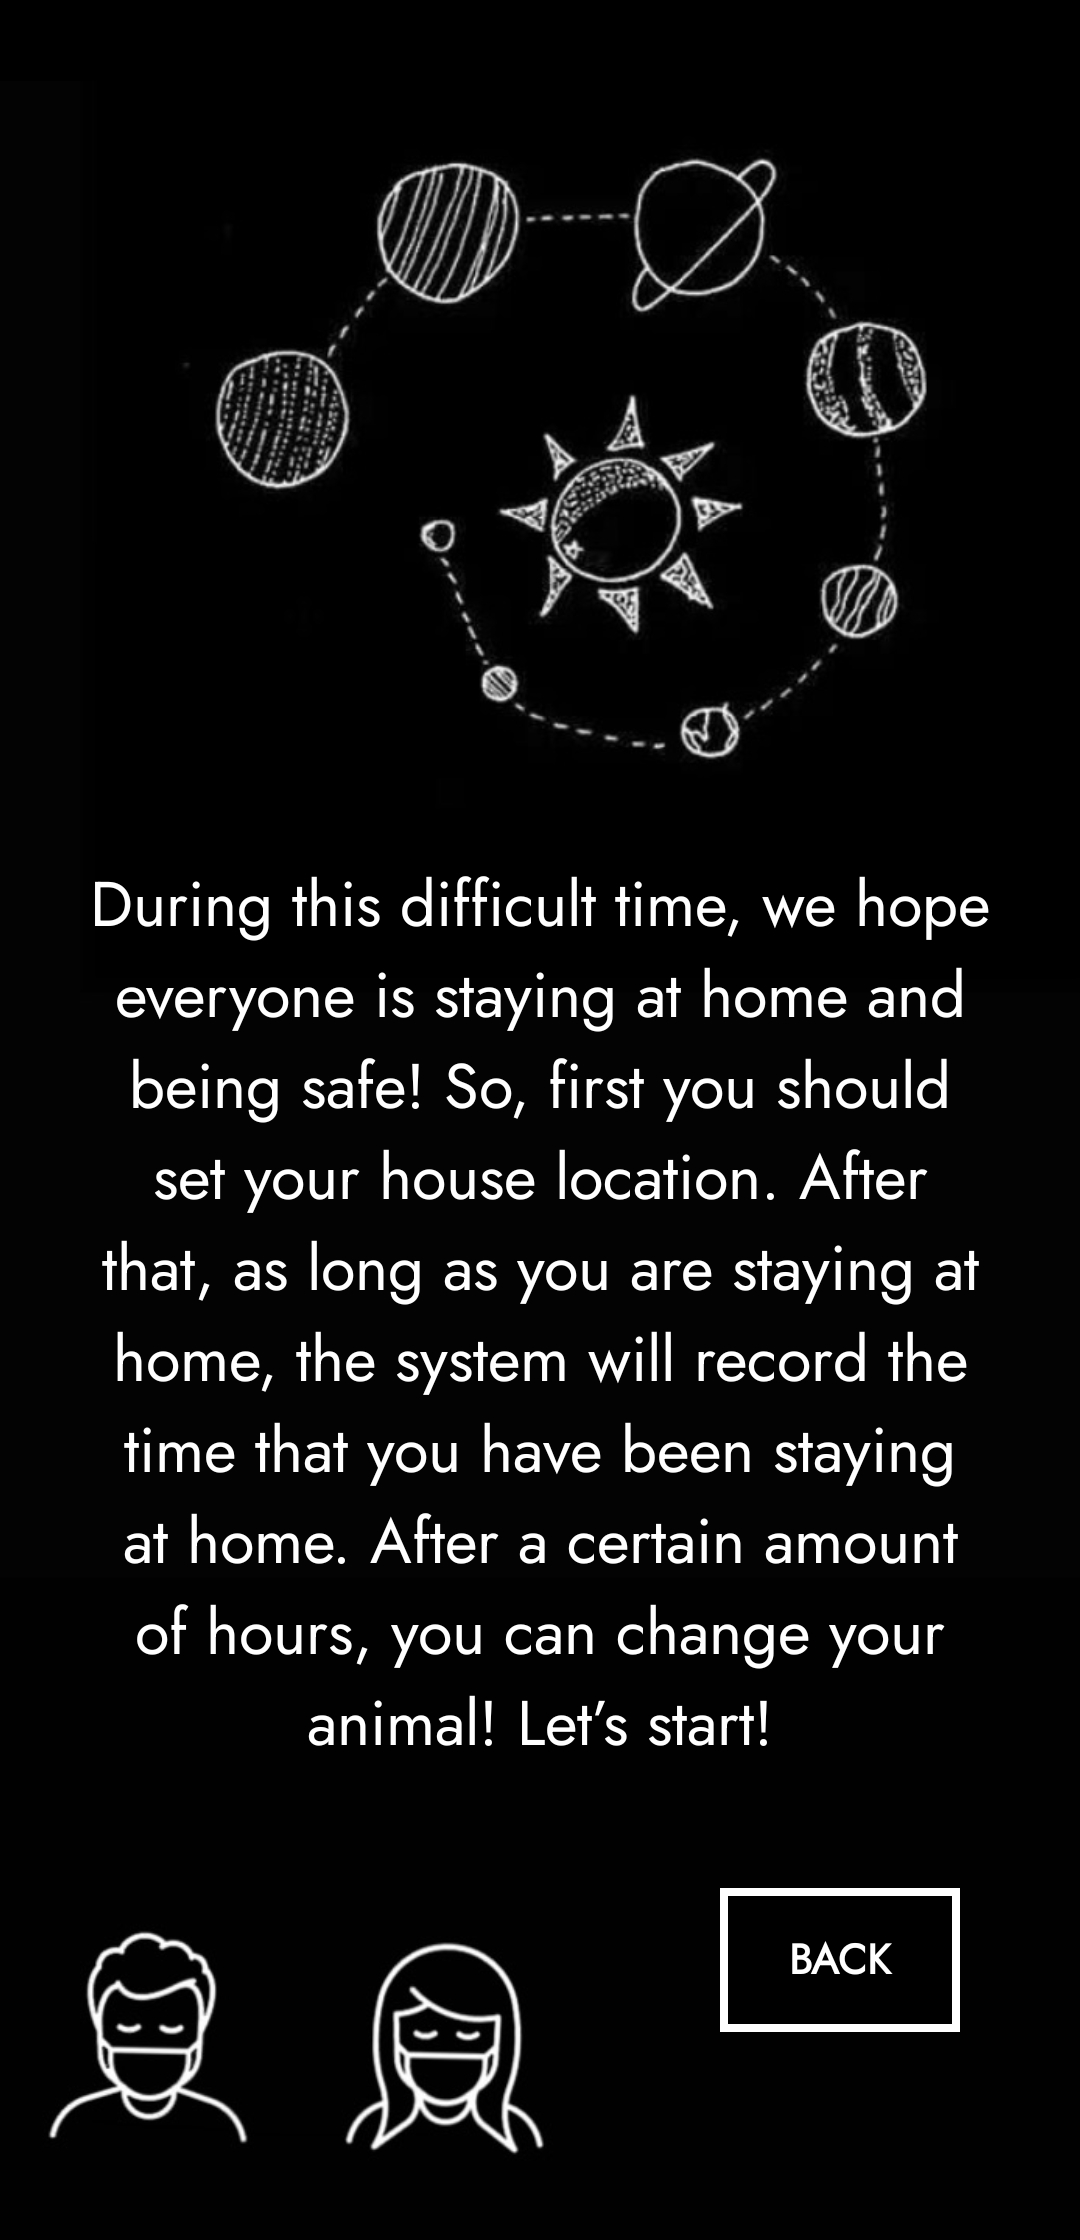 During this difficult time, we hope
everyone is staying at home and
being safe! So, first you should
set your house location. After
that, as long as you are staying at
home, the system will record the
time that you have been staying
at home. After a certain amount
of hours, you can change your
animal! Let’s start!
BACK